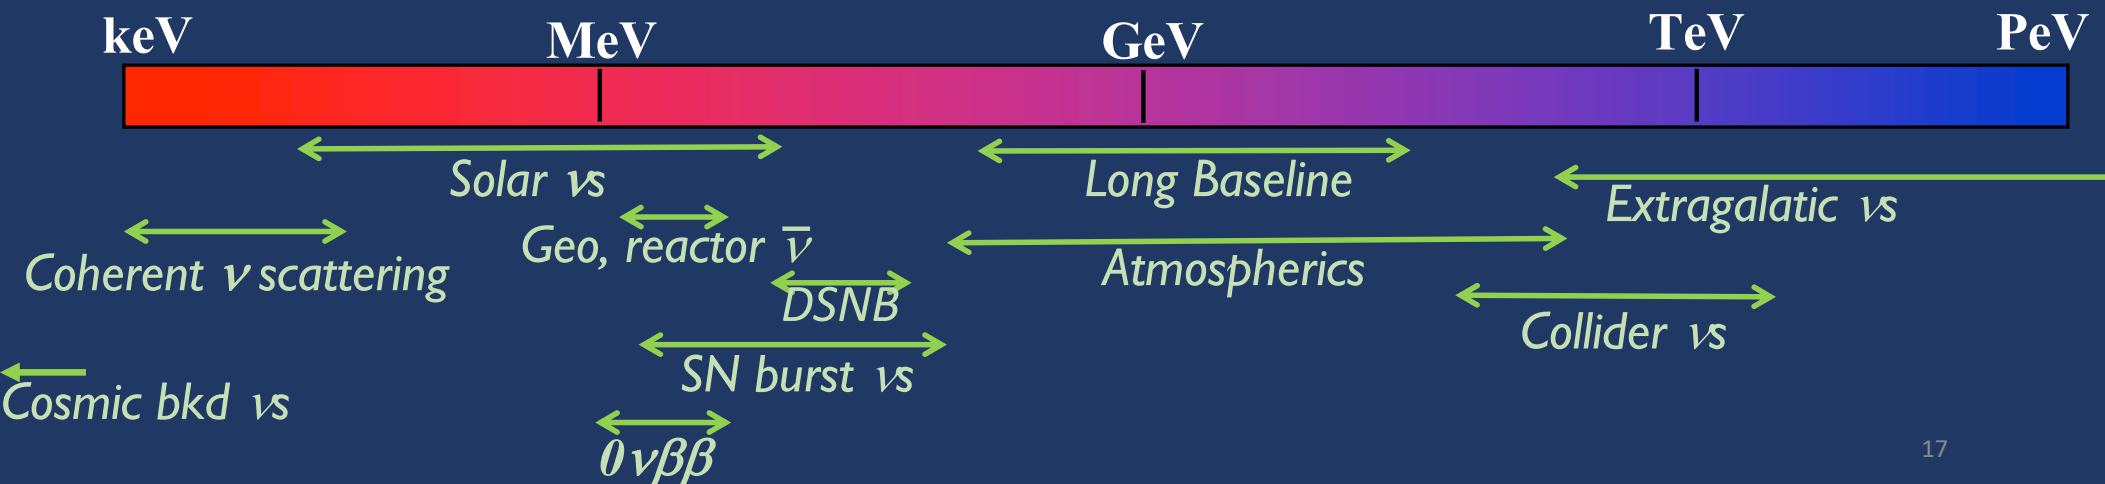 keV MeV GeV TeV PeV
Solar νs
Long Baseline
Extragalatic νs
Geo, reactor ν̅
Coherent ν scattering
Atmospherics
DSNB
Collider νs
SN burst νs
Cosmic bkd νs
0νββ
17